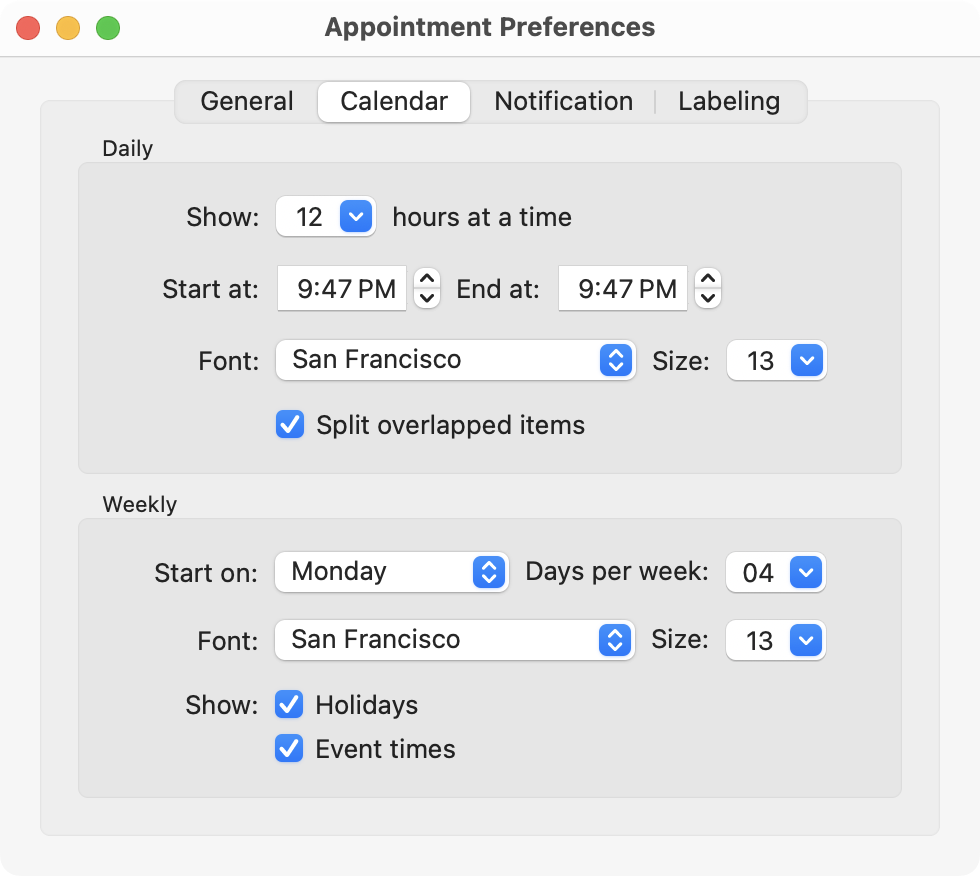 Appointment Preferences
General Calendar Notification Labeling
Daily
Show: 12 hours at a time
Start at: 9:47 PM End at: 9:47 PM
Font: San Francisco Size: 13
Split overlapped items
Weekly
Start on: Monday Days per week: 04
Font: San Francisco Size: 13
Show: Holidays
Event times